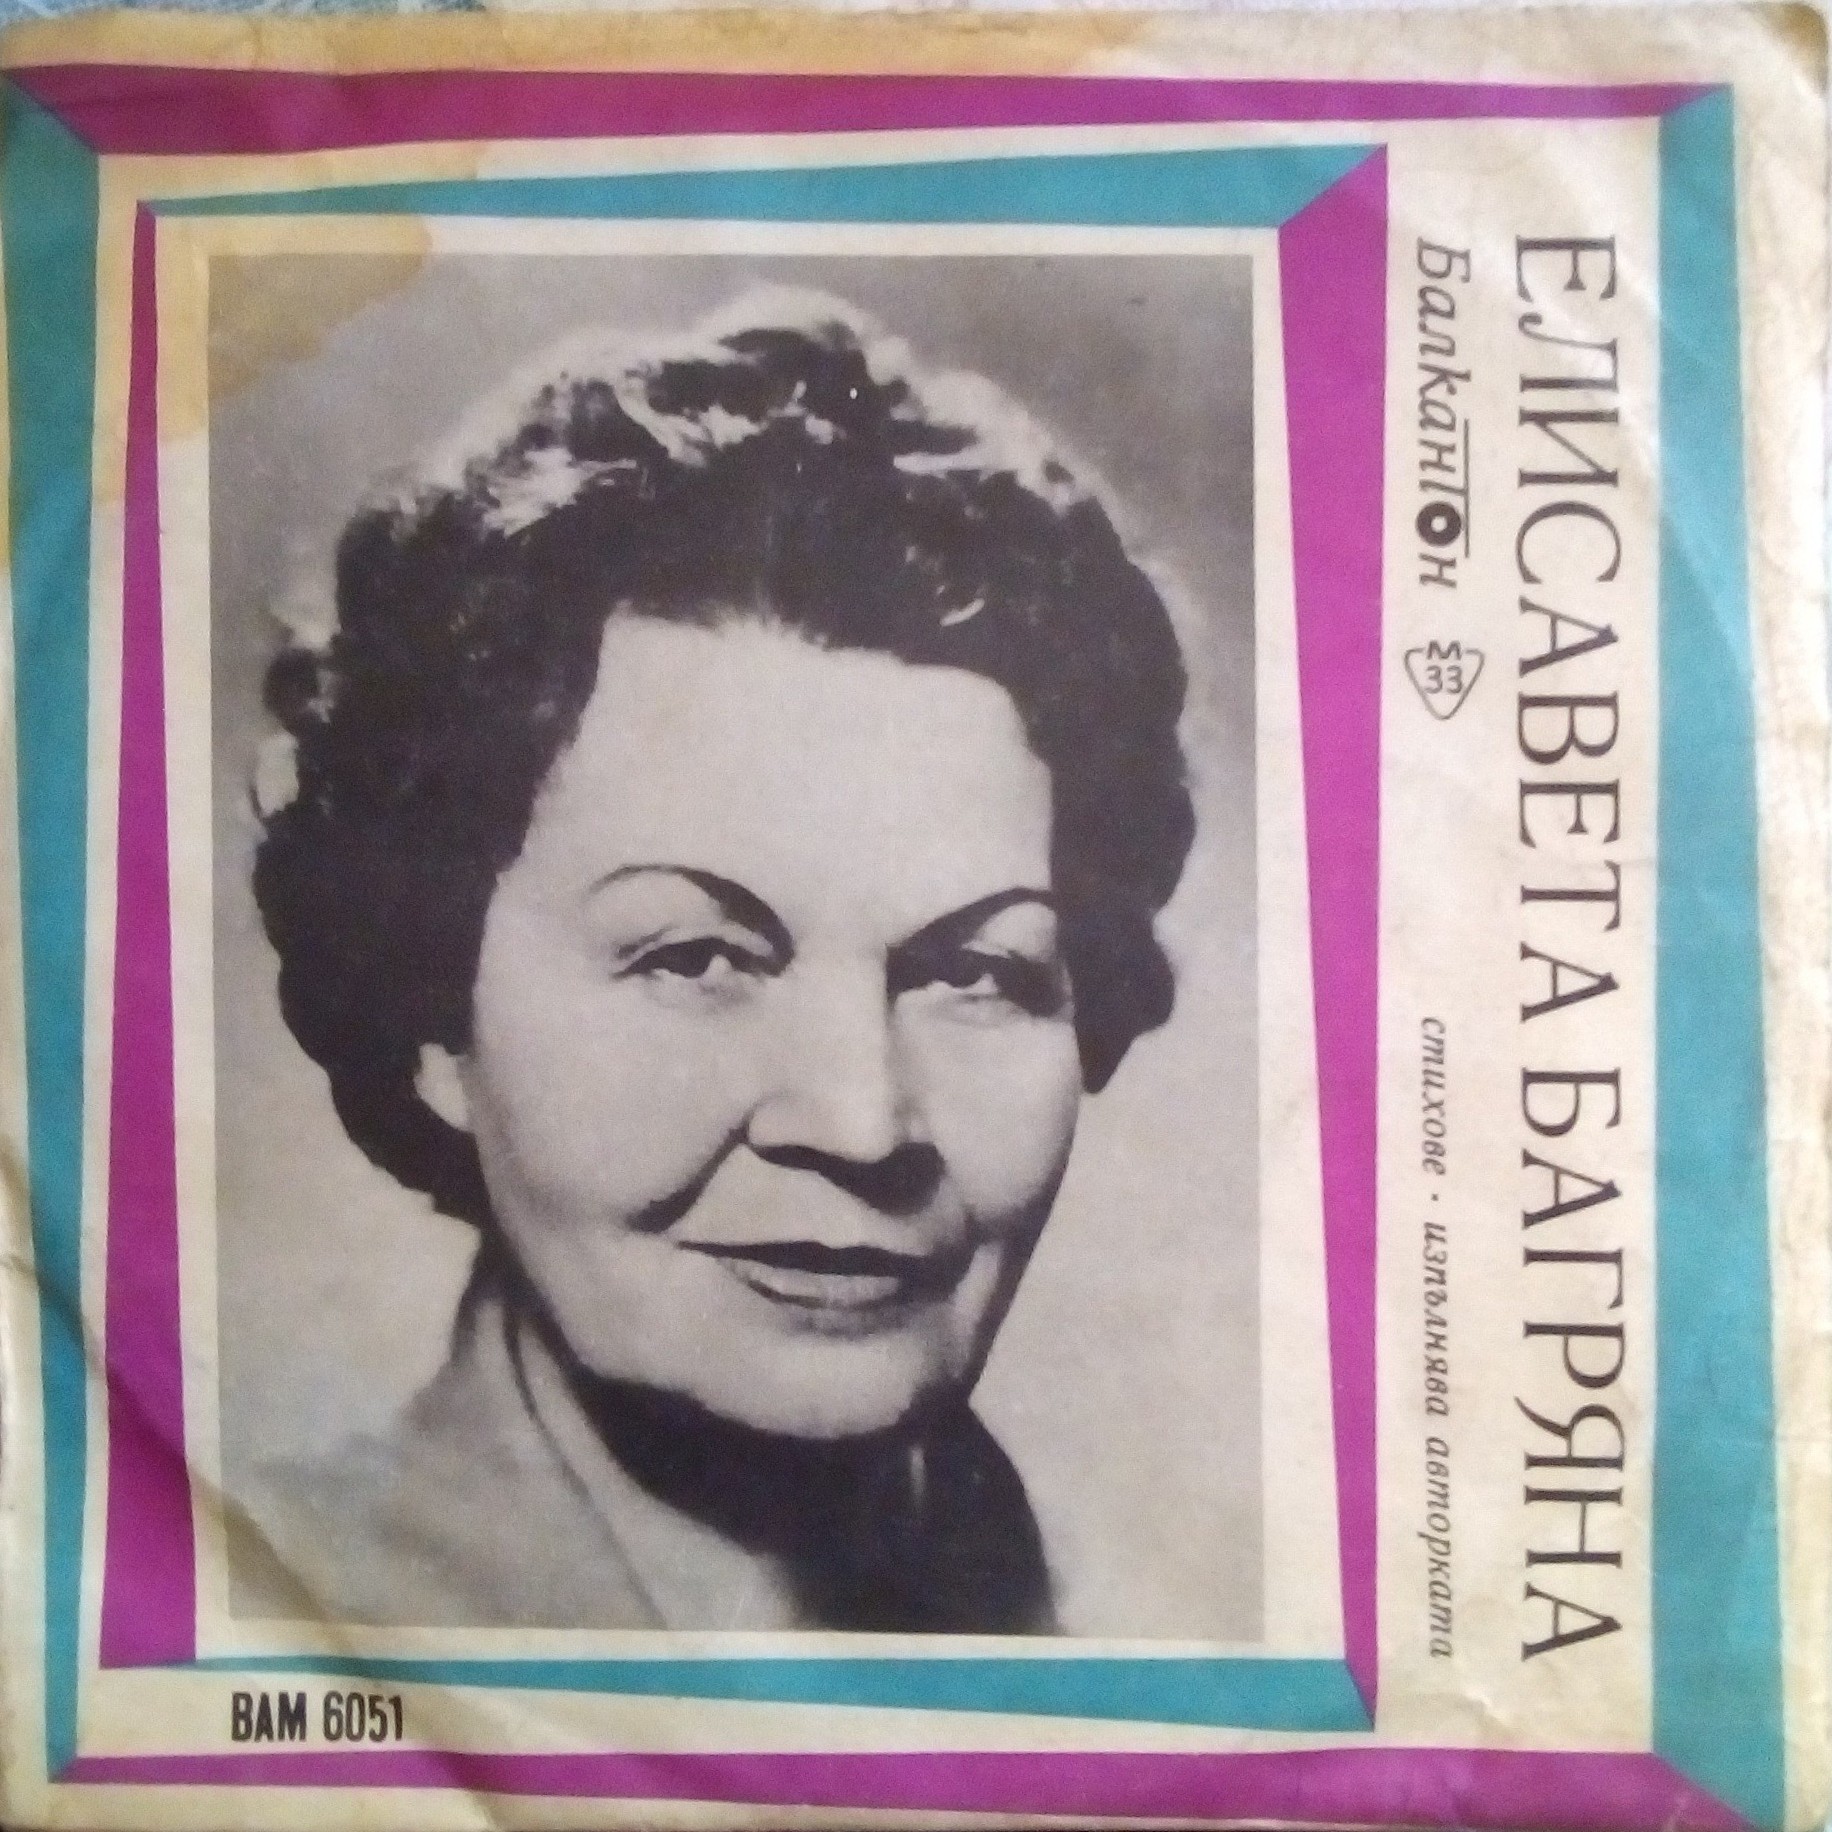 ЕЛИСАВЕТА БАГРЯНА
Балкантон М 33 стихове · изпълнява авторката
ВАМ 6051